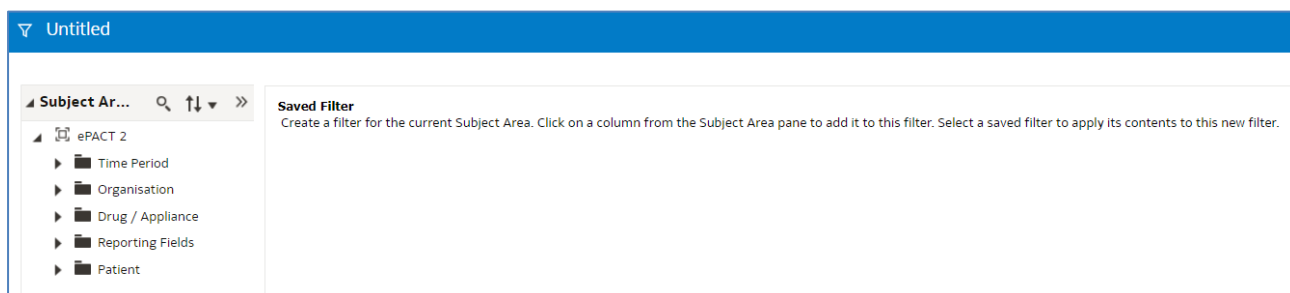 Untitled
Subject Ar...
ePACT 2
Time Period
Organisation
Drug / Appliance
Reporting Fields
Patient
Saved Filter
Create a filter for the current Subject Area. Click on a column from the Subject Area pane to add it to this filter. Select a saved filter to apply its contents to this new filter.